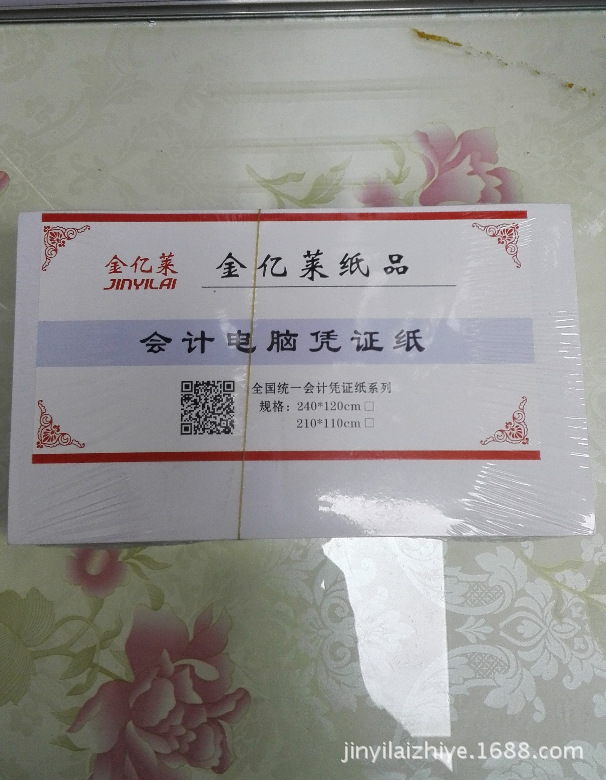 金亿莱
JINYILAI
金亿莱纸品
会计电脑凭证纸
全国统一会计凭证纸系列
规格：240*120cm□
210*110cm□
jinyilaizhiye.1688.com